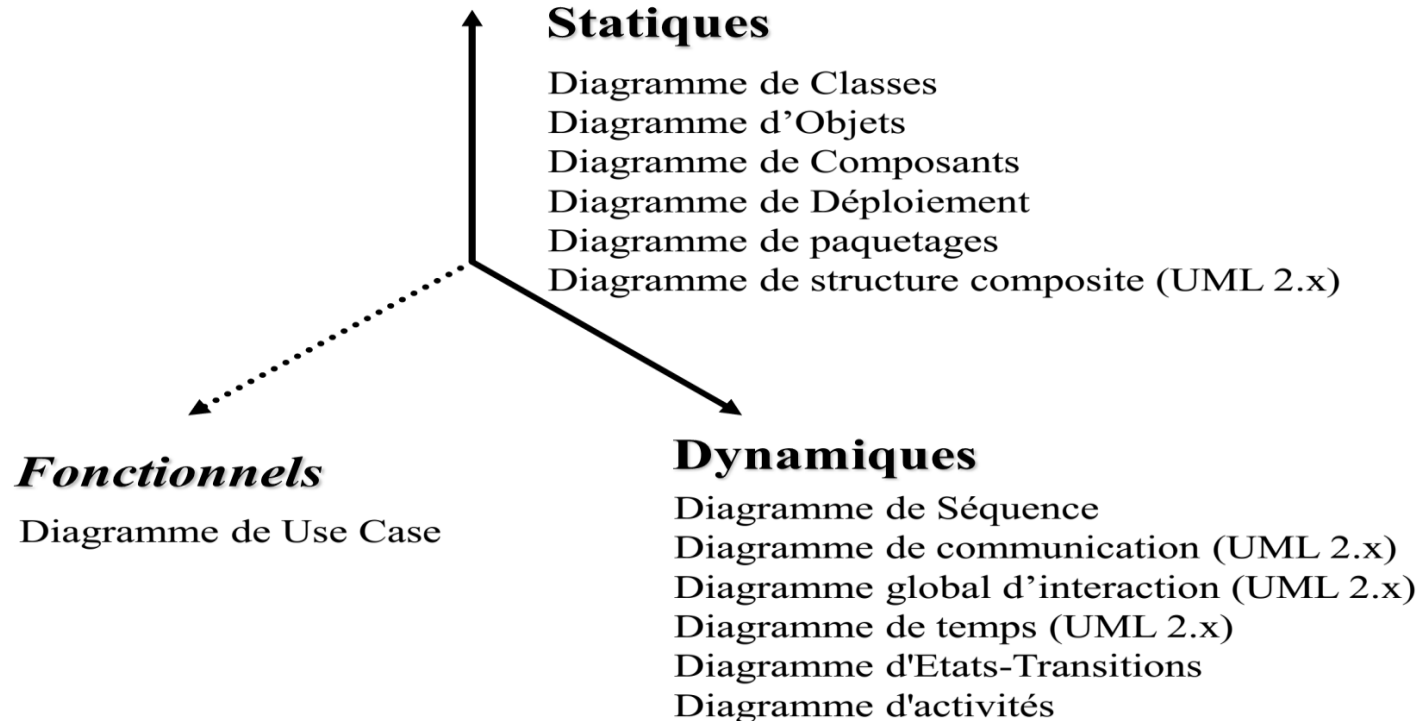 Statiques
Diagramme de Classes
Diagramme d’Objets
Diagramme de Composants
Diagramme de Déploiement
Diagramme de paquetages
Diagramme de structure composite (UML 2.x)
Fonctionnels
Diagramme de Use Case
Dynamiques
Diagramme de Séquence
Diagramme de communication (UML 2.x)
Diagramme global d’interaction (UML 2.x)
Diagramme de temps (UML 2.x)
Diagramme d'Etats-Transitions
Diagramme d'activités